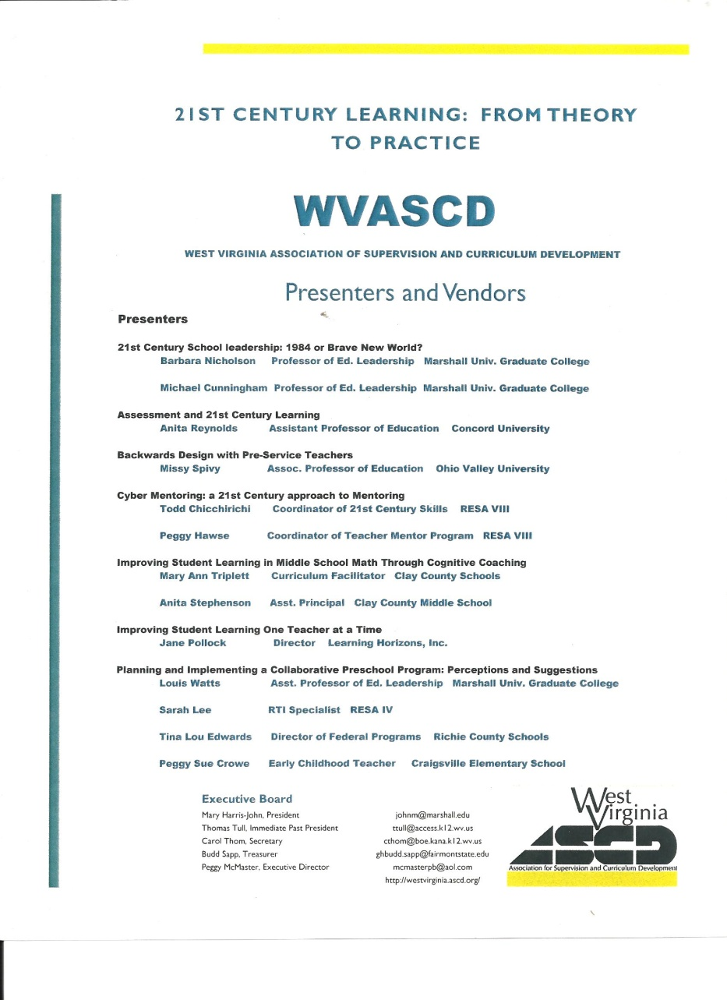 21ST CENTURY LEARNING: FROM THEORY
TO PRACTICE
WVASCD
WEST VIRGINIA ASSOCIATION OF SUPERVISION AND CURRICULUM DEVELOPMENT
Presenters and Vendors
Presenters
21st Century School leadership: 1984 or Brave New World?
Barbara Nicholson Professor of Ed. Leadership Marshall Univ. Graduate College
Michael Cunningham Professor of Ed. Leadership Marshall Univ. Graduate College
Assessment and 21st Century Learning
Anita Reynolds Assistant Professor of Education Concord University
Backwards Design with Pre-Service Teachers
Missy Spivy Assoc. Professor of Education Ohio Valley University
Cyber Mentoring: a 21st Century approach to Mentoring
Todd Chicchirichi Coordinator of 21st Century Skills RESA VIII
Peggy Hawse Coordinator of Teacher Mentor Program RESA VIII
Improving Student Learning in Middle School Math Through Cognitive Coaching
Mary Ann Triplett Curriculum Facilitator Clay County Schools
Anita Stephenson Asst. Principal Clay County Middle School
Improving Student Learning One Teacher at a Time
Jane Pollock Director Learning Horizons, Inc.
Planning and Implementing a Collaborative Preschool Program: Perceptions and Suggestions
Louis Watts Asst. Professor of Ed. Leadership Marshall Univ. Graduate College
Sarah Lee RTI Specialist RESA IV
Tina Lou Edwards Director of Federal Programs Richie County Schools
Peggy Sue Crowe Early Childhood Teacher Craigsville Elementary School
Executive Board
Mary Harris-John, President johnm@marshall.edu
Thomas Tull, Immediate Past President ttull@access.k12.wv.us
Carol Thom, Secretary cthom@boe.kana.k12.wv.us
Budd Sapp, Treasurer ghbudd.sapp@fairmontstate.edu
Peggy McMaster, Executive Director mcmasterpb@aol.com
http://westvirginia.ascd.org/
West
Virginia
ASCD
Association for Supervision and Curriculum Development